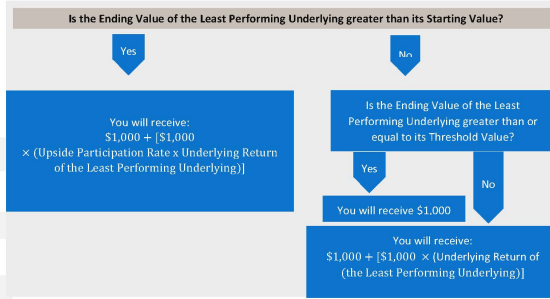 Is the Ending Value of the Least Performing Underlying greater than its Starting Value?
Yes
No
You will receive:
$1,000 + [$1,000
× (Upside Participation Rate x Underlying Return
of the Least Performing Underlying)]
Is the Ending Value of the Least
Performing Underlying greater than or
equal to its Threshold Value?
Yes
No
You will receive $1,000
You will receive:
$1,000 + [$1,000 × (Underlying Return of
(the Least Performing Underlying)]